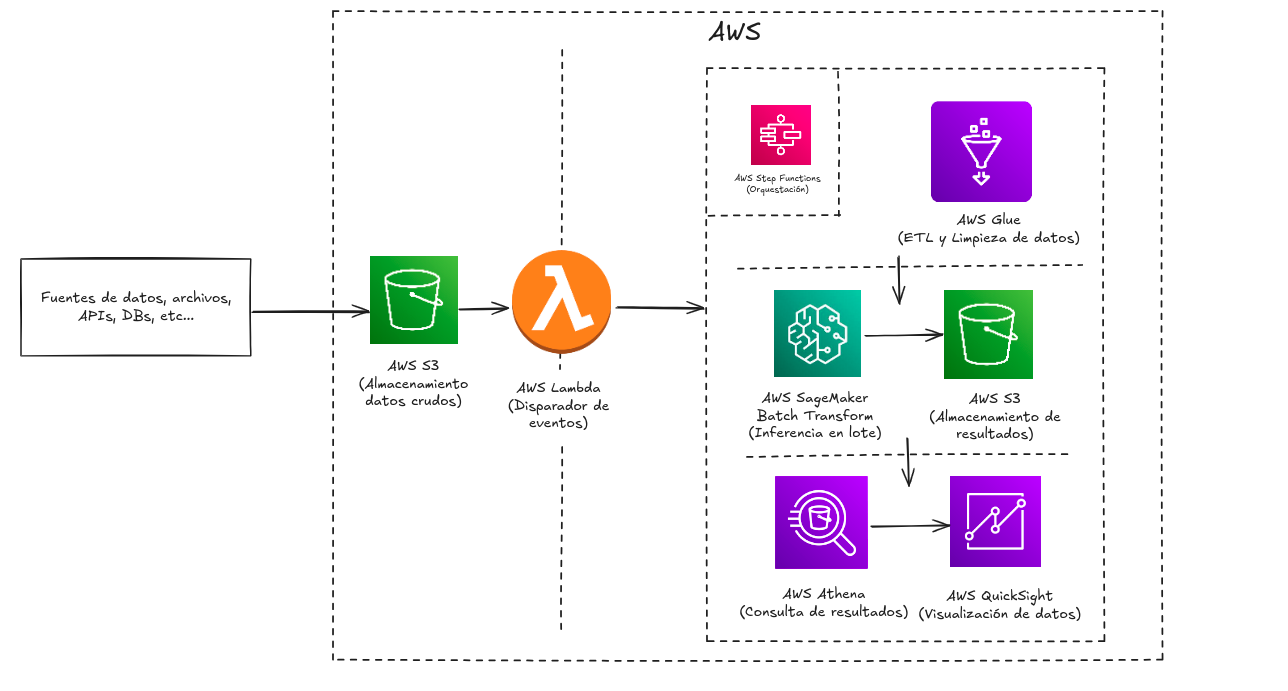 AWS
AWS Step Functions
(Orquestación)
AWS Glue
(ETL y Limpieza de datos)
Fuentes de datos, archivos,
APIs, DBs, etc...
AWS S3
(Almacenamiento
datos crudos)
AWS Lambda
(Disparador de
eventos)
AWS SageMaker
Batch Transform
(Inferencia en lote)
AWS S3
(Almacenamiento de
resultados)
AWS Athena
(Consulta de resultados)
AWS QuickSight
(Visualización de datos)